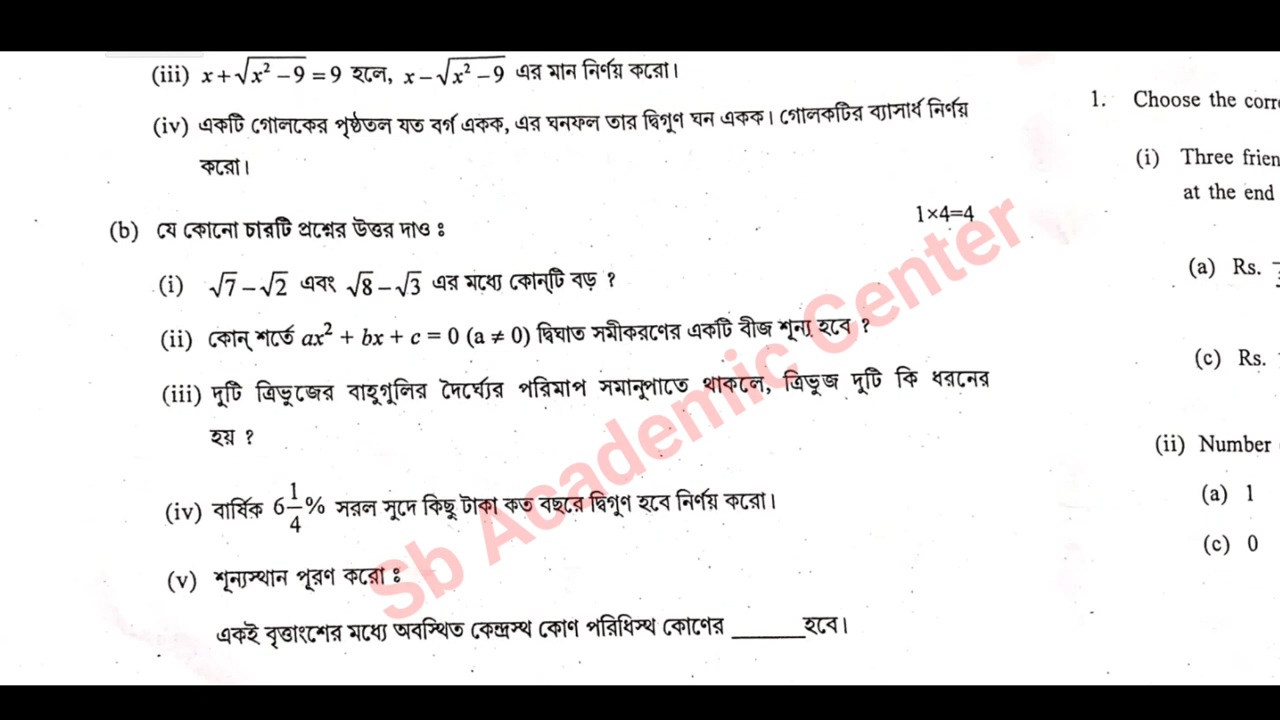 (iii) x + √x² − 9 = 9 হলে, x − √x² − 9 এর মান নির্ণয় করো।
(iv) একটি গোলকের পৃষ্ঠতল যত বর্গ একক, এর ঘনফল তার দ্বিগুণ ঘন একক। গোলকটির ব্যাসার্ধ নির্ণয়
করো।
(b) যে কোনো চারটি প্রশ্নের উত্তর দাও ঃ
1×4=4
(i) √7 − √2 এবং √8 − √3 এর মধ্যে কোন্‌টি বড় ?
(ii) কোন্ শর্তে ax² + bx + c = 0 (a ≠ 0) দ্বিঘাত সমীকরণের একটি বীজ শূন্য হবে ?
(iii) দুটি ত্রিভুজের বাহুগুলির দৈর্ঘ্যের পরিমাপ সমানুপাতে থাকলে, ত্রিভুজ দুটি কি ধরনের
হয় ?
(iv) বার্ষিক 6 1/4 % সরল সুদে কিছু টাকা কত বছরে দ্বিগুণ হবে নির্ণয় করো।
(v) শূন্যস্থান পূরণ করো ঃ
একই বৃত্তাংশের মধ্যে অবস্থিত কেন্দ্রস্থ কোণ পরিধিস্থ কোণের ______ হবে।
Sb Academic Center
1. Choose the corre
(i) Three frien
at the end
(a) Rs.
(c) Rs.
(ii) Number
(a) 1
(c) 0